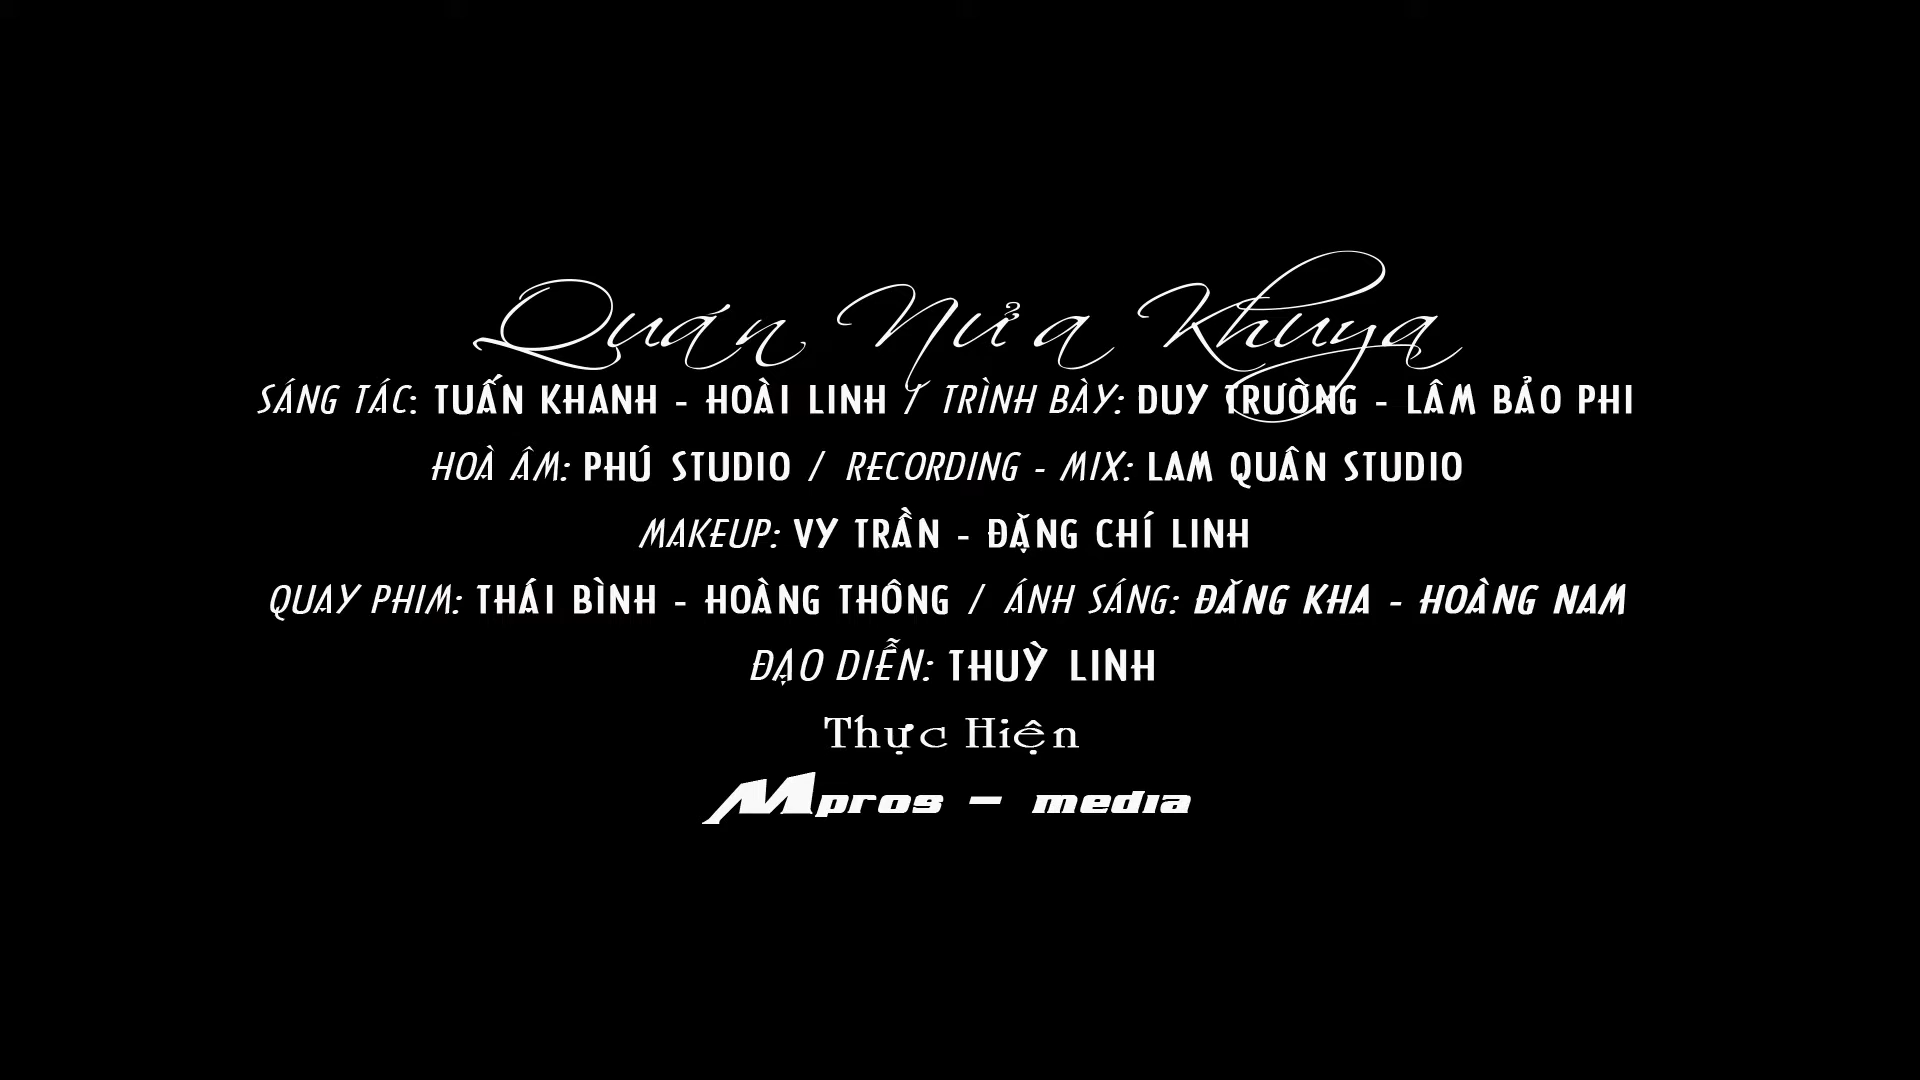 Quán Nửa Khuya
SÁNG TÁC: TUẤN KHANH - HOÀI LINH / TRÌNH BÀY: DUY TRƯỜNG - LÂM BẢO PHI
HOÀ ÂM: PHÚ STUDIO / RECORDING - MIX: LAM QUÂN STUDIO
MAKEUP: VY TRẦN - ĐẶNG CHÍ LINH
QUAY PHIM: THÁI BÌNH - HOÀNG THÔNG / ÁNH SÁNG: ĐĂNG KHA - HOÀNG NAM
ĐẠO DIỄN: THUỲ LINH
Thực Hiện
Mpros - media